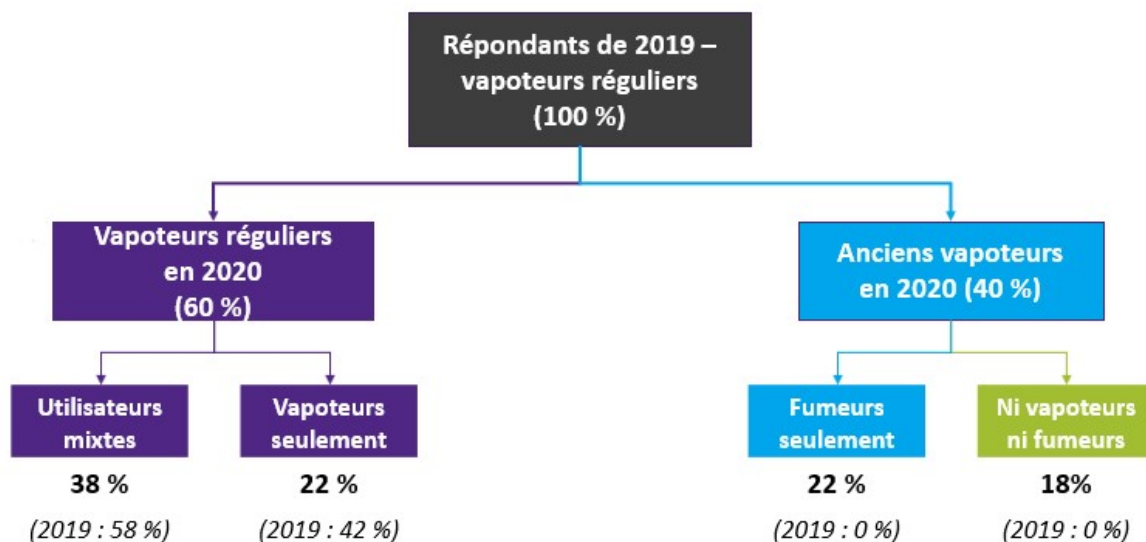 Répondants de 2019 –
vapoteurs réguliers
(100 %)
Vapoteurs réguliers
en 2020
(60 %)
Anciens vapoteurs
en 2020 (40 %)
Utilisateurs
mixtes
Vapoteurs
seulement
Fumeurs
seulement
Ni vapoteurs
ni fumeurs
38 %
22 %
22 %
18%
(2019 : 58 %)
(2019 : 42 %)
(2019 : 0 %)
(2019 : 0 %)